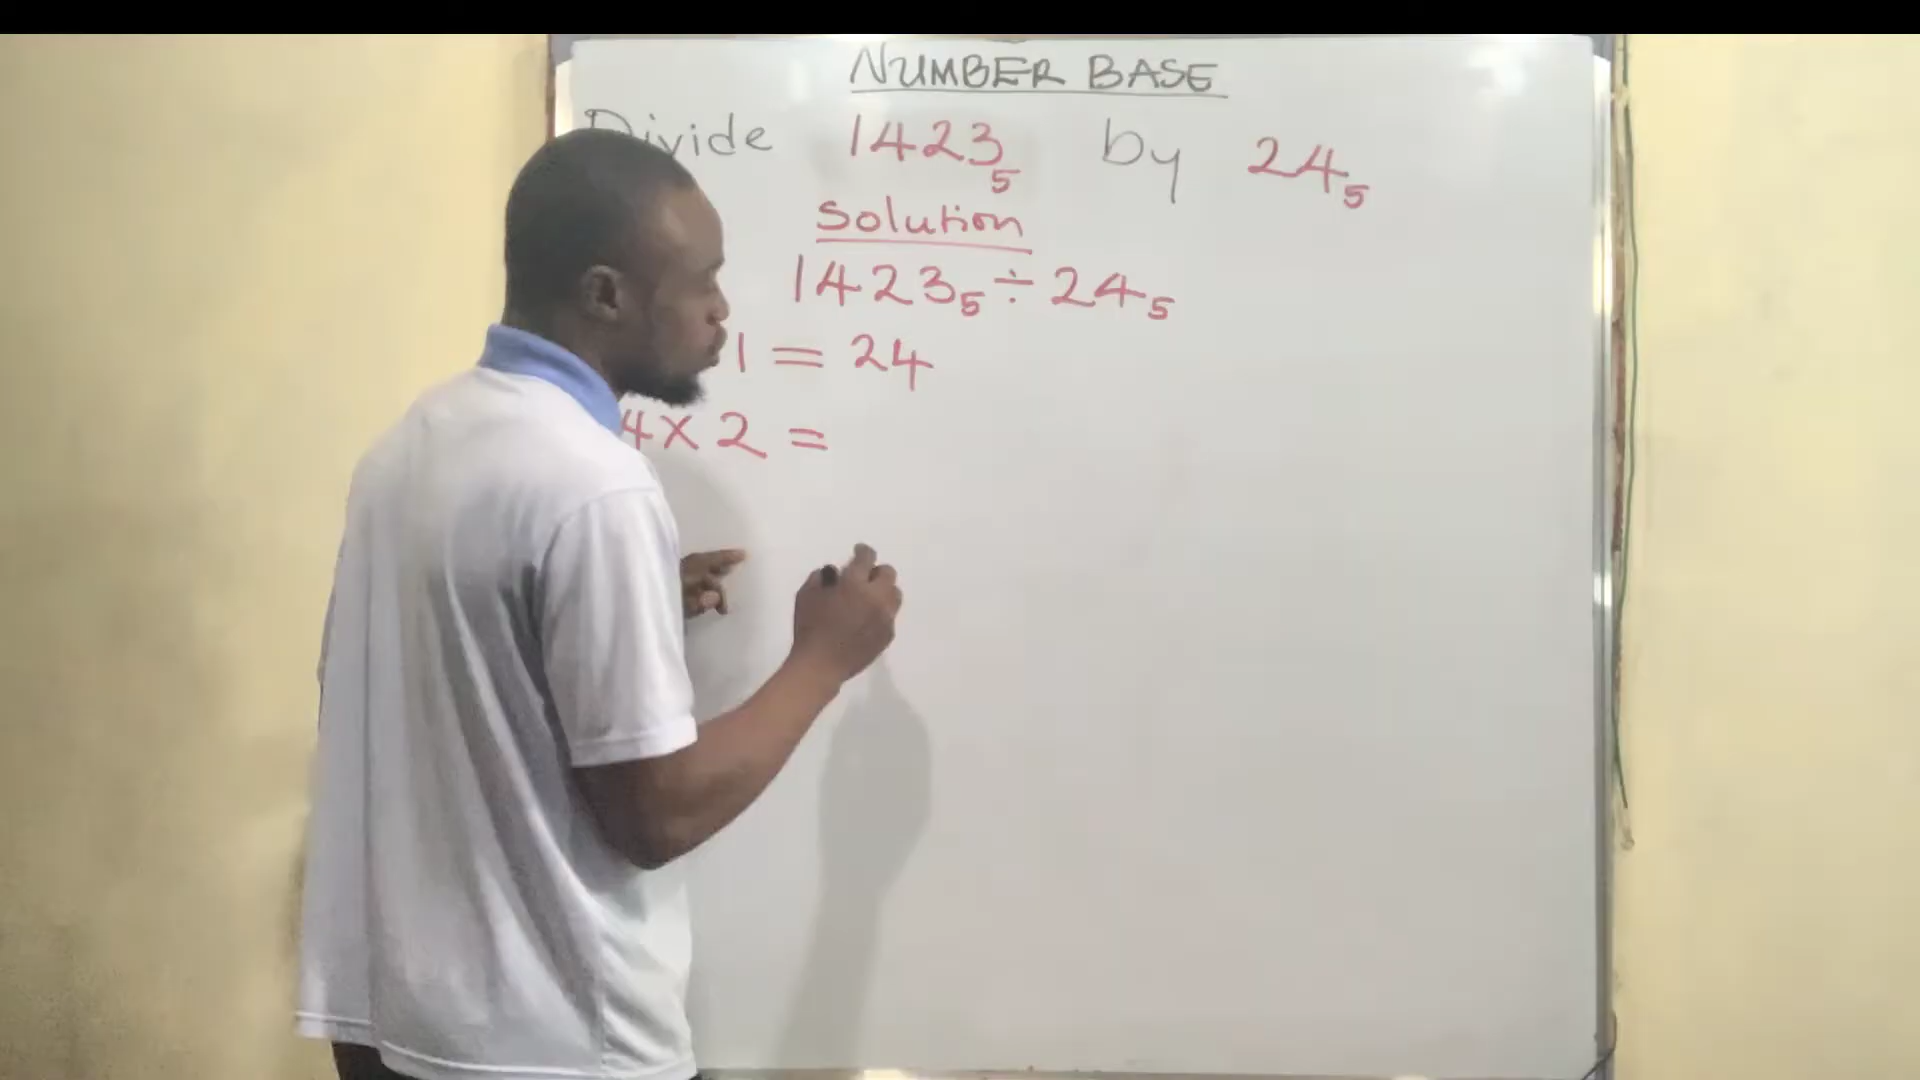 NUMBER BASE
Divide 1423₅ by 24₅
Solution
1423₅ ÷ 24₅
1 = 24
4 × 2 =